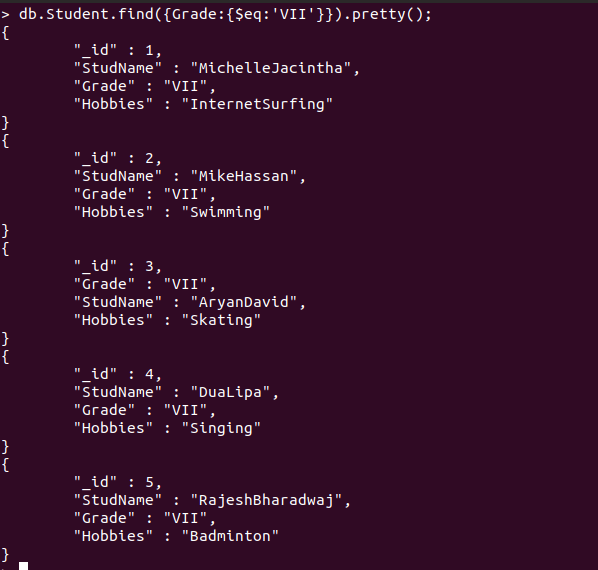 > db.Student.find({Grade:{$eq:'VII'}}).pretty();
{
"_id" : 1,
"StudName" : "MichelleJacintha",
"Grade" : "VII",
"Hobbies" : "InternetSurfing"
}
{
"_id" : 2,
"StudName" : "MikeHassan",
"Grade" : "VII",
"Hobbies" : "Swimming"
}
{
"_id" : 3,
"Grade" : "VII",
"StudName" : "AryanDavid",
"Hobbies" : "Skating"
}
{
"_id" : 4,
"StudName" : "DuaLipa",
"Grade" : "VII",
"Hobbies" : "Singing"
}
{
"_id" : 5,
"StudName" : "RajeshBharadwaj",
"Grade" : "VII",
"Hobbies" : "Badminton"
}
>